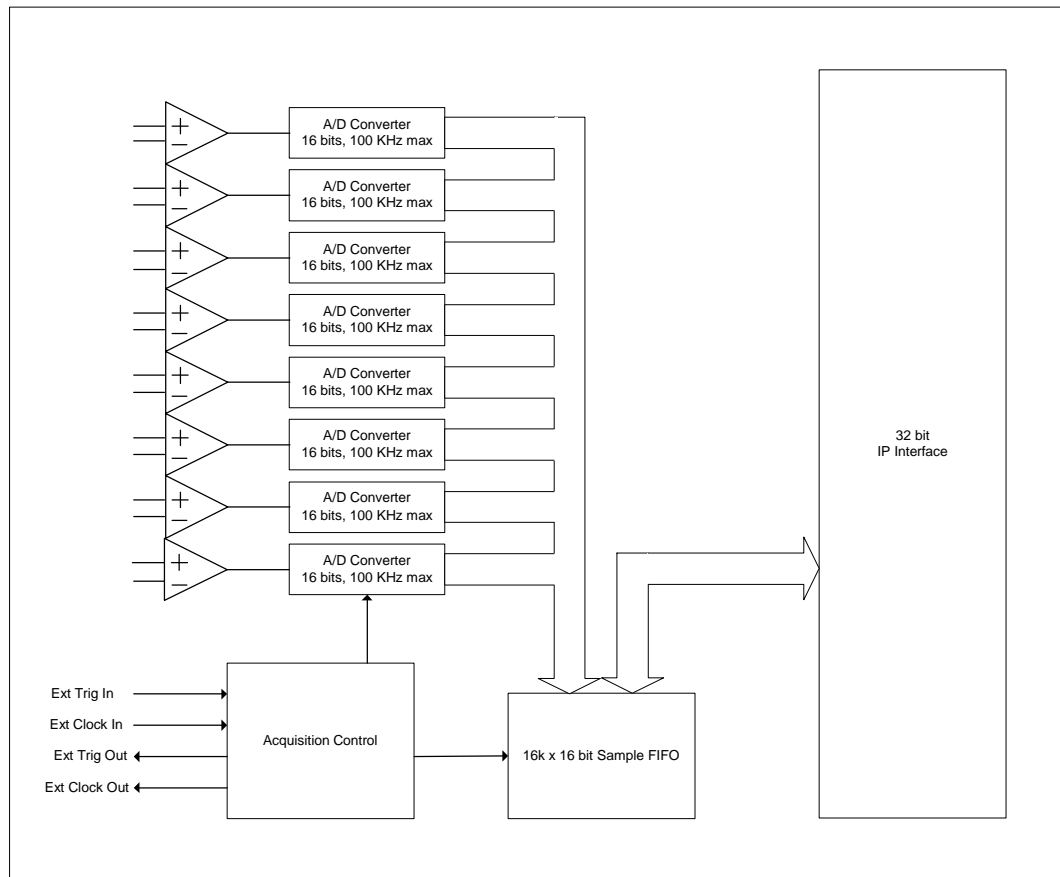 A/D Converter
16 bits, 100 KHz max
A/D Converter
16 bits, 100 KHz max
A/D Converter
16 bits, 100 KHz max
A/D Converter
16 bits, 100 KHz max
A/D Converter
16 bits, 100 KHz max
A/D Converter
16 bits, 100 KHz max
A/D Converter
16 bits, 100 KHz max
A/D Converter
16 bits, 100 KHz max
32 bit
IP Interface
Ext Trig In
Ext Clock In
Ext Trig Out
Ext Clock Out
Acquisition Control
16k x 16 bit Sample FIFO